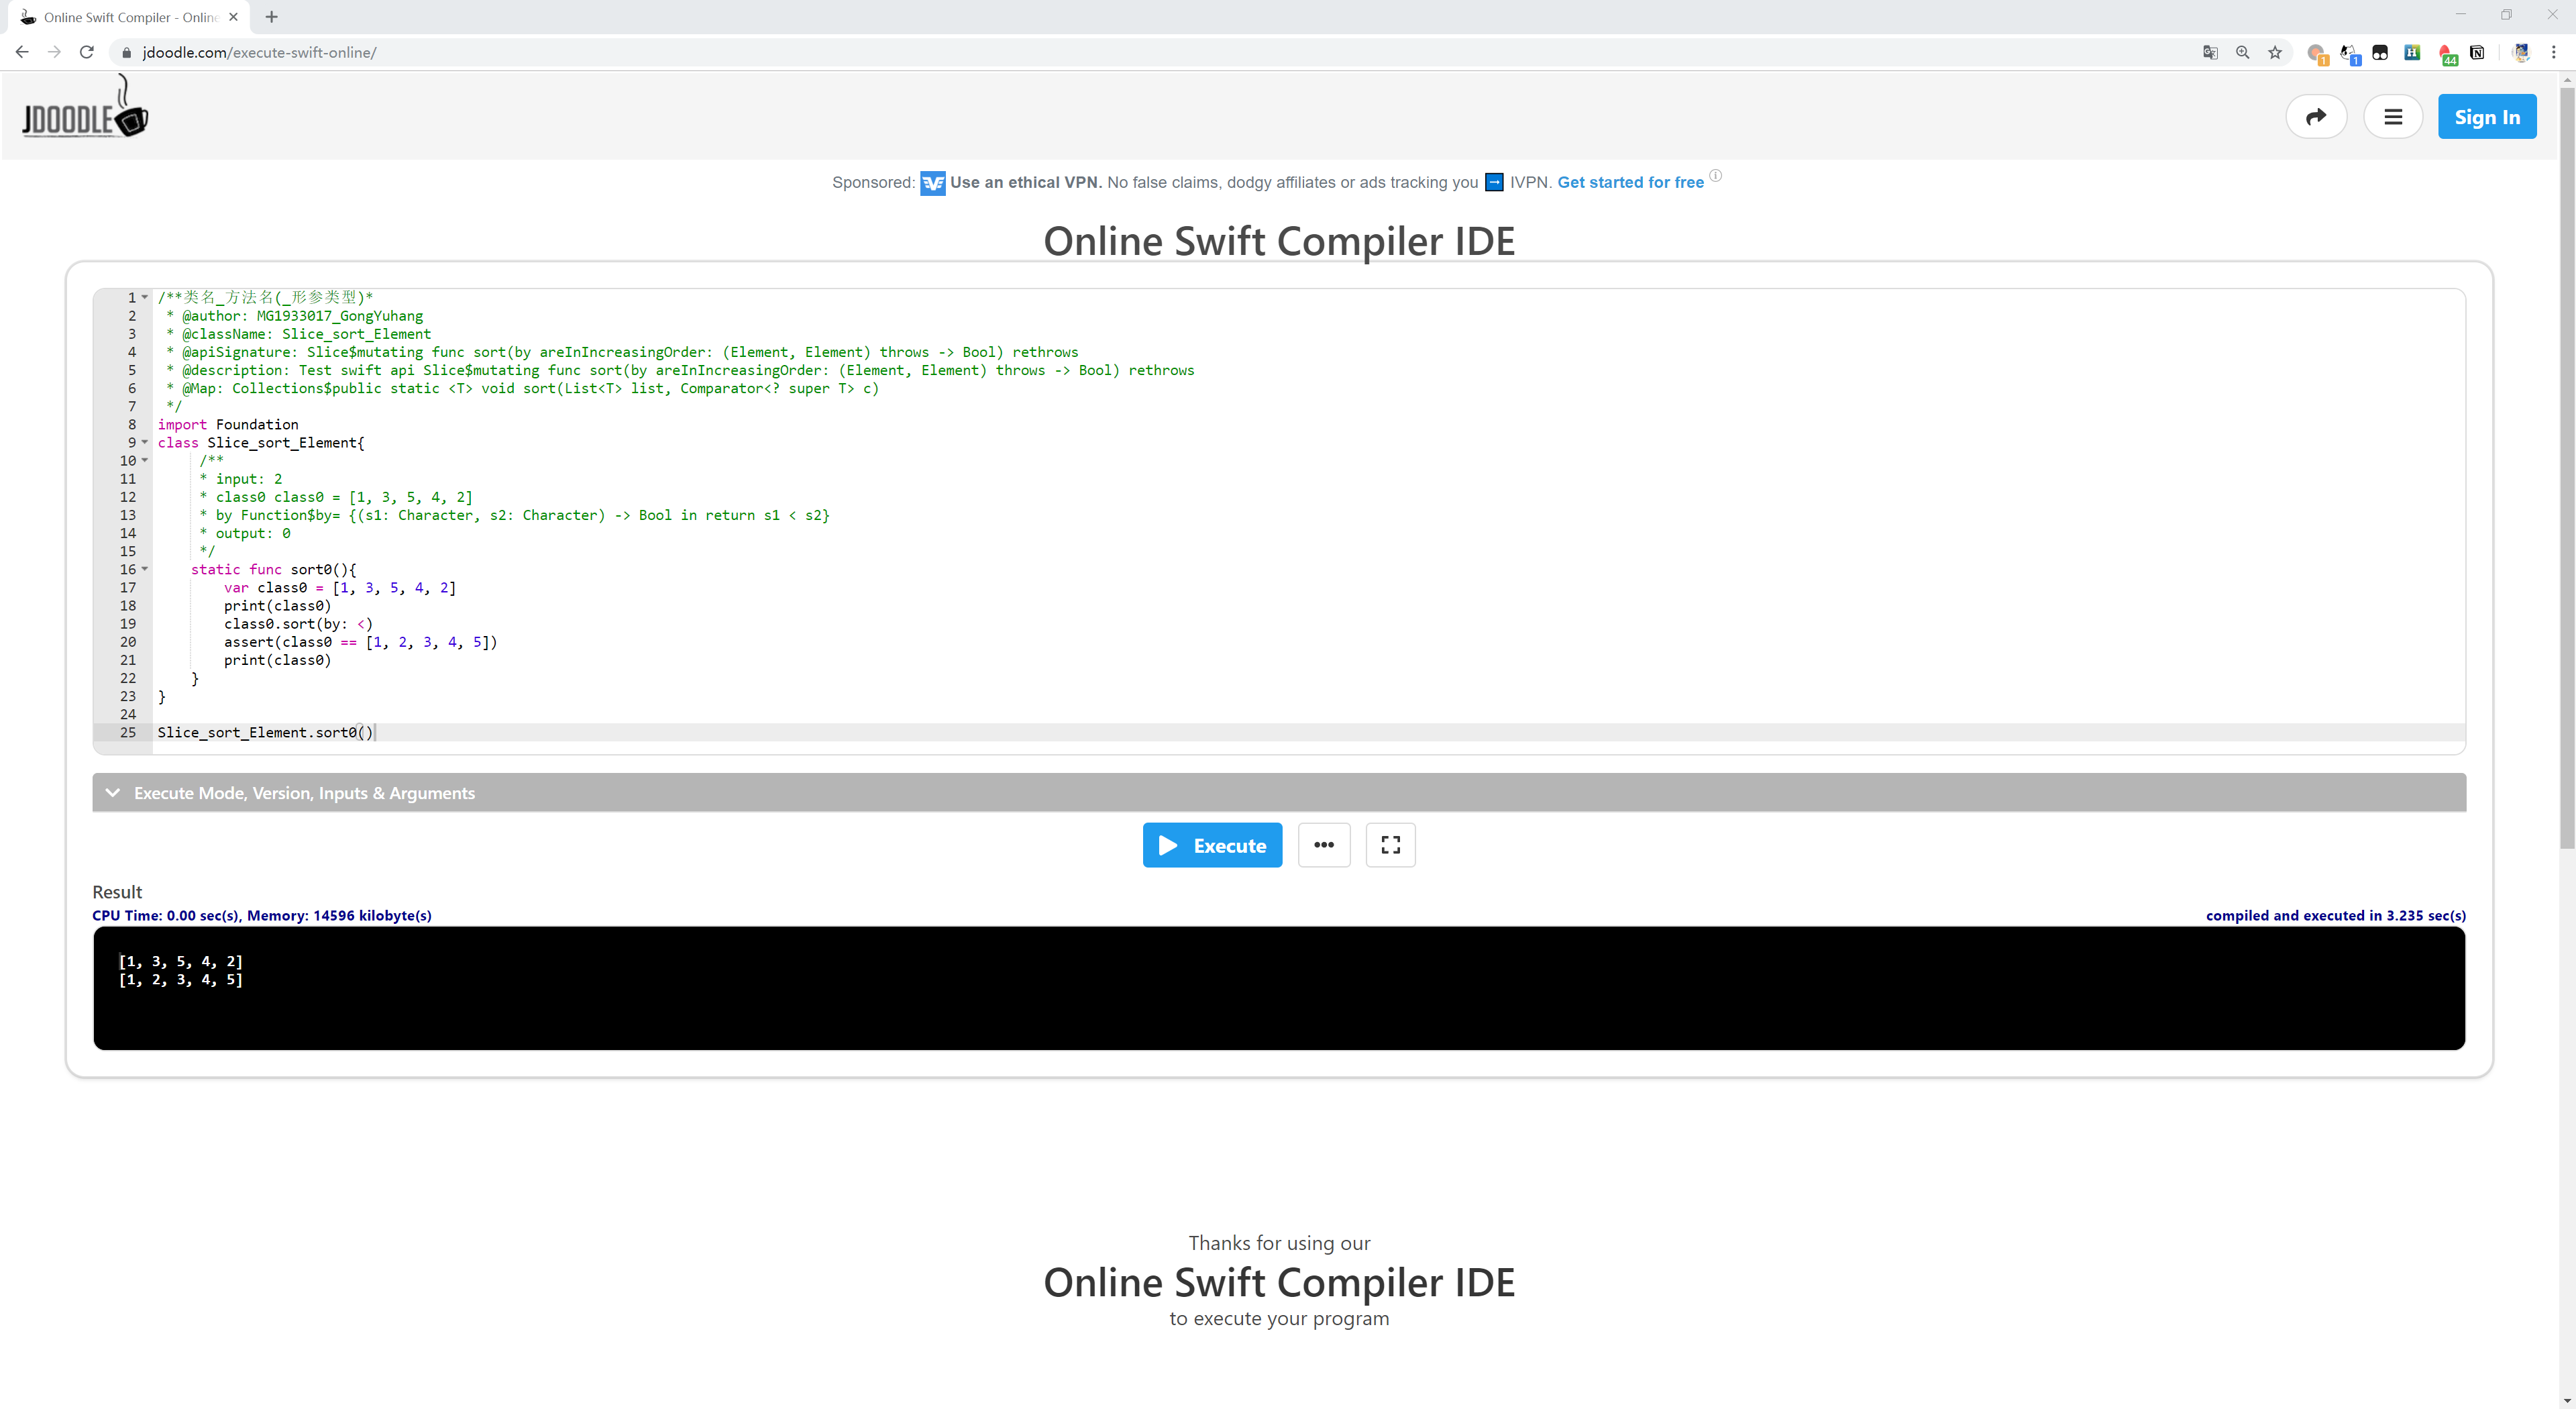 Online Swift Compiler - Online
jdoodle.com/execute-swift-online/
1
1
44
JDOODLE
Sign In
Sponsored: Use an ethical VPN. No false claims, dodgy affiliates or ads tracking you IVPN. Get started for free
Online Swift Compiler IDE
1 /**类名_方法名(_形参类型)*
2 * @author: MG1933017_GongYuhang
3 * @className: Slice_sort_Element
4 * @apiSignature: Slice$mutating func sort(by areInIncreasingOrder: (Element, Element) throws -> Bool) rethrows
5 * @description: Test swift api Slice$mutating func sort(by areInIncreasingOrder: (Element, Element) throws -> Bool) rethrows
6 * @Map: Collections$public static <T> void sort(List<T> list, Comparator<? super T> c)
7 */
8 import Foundation
9 class Slice_sort_Element{
10 /**
11 * input: 2
12 * class0 class0 = [1, 3, 5, 4, 2]
13 * by Function$by= {(s1: Character, s2: Character) -> Bool in return s1 < s2}
14 * output: 0
15 */
16 static func sort0(){
17 var class0 = [1, 3, 5, 4, 2]
18 print(class0)
19 class0.sort(by: <)
20 assert(class0 == [1, 2, 3, 4, 5])
21 print(class0)
22 }
23 }
24
25 Slice_sort_Element.sort0()
Execute Mode, Version, Inputs & Arguments
Execute
Result
CPU Time: 0.00 sec(s), Memory: 14596 kilobyte(s) compiled and executed in 3.235 sec(s)
[1, 3, 5, 4, 2]
[1, 2, 3, 4, 5]
Thanks for using our
Online Swift Compiler IDE
to execute your program